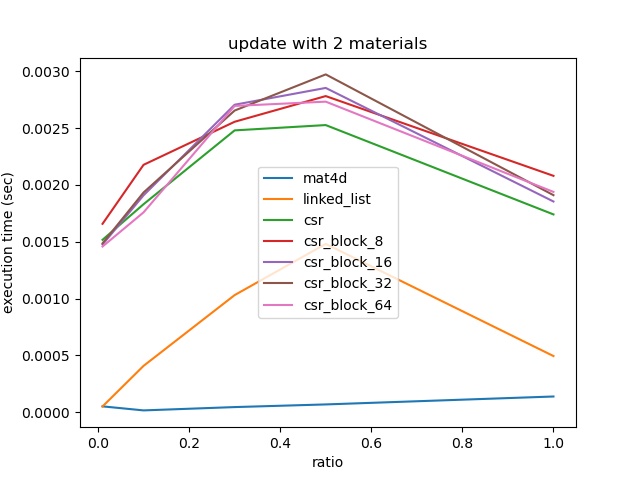 update with 2 materials
execution time (sec)
0.0030
0.0025
0.0020
0.0015
0.0010
0.0005
0.0000
mat4d
linked_list
csr
csr_block_8
csr_block_16
csr_block_32
csr_block_64
0.0 0.2 0.4 0.6 0.8 1.0
ratio